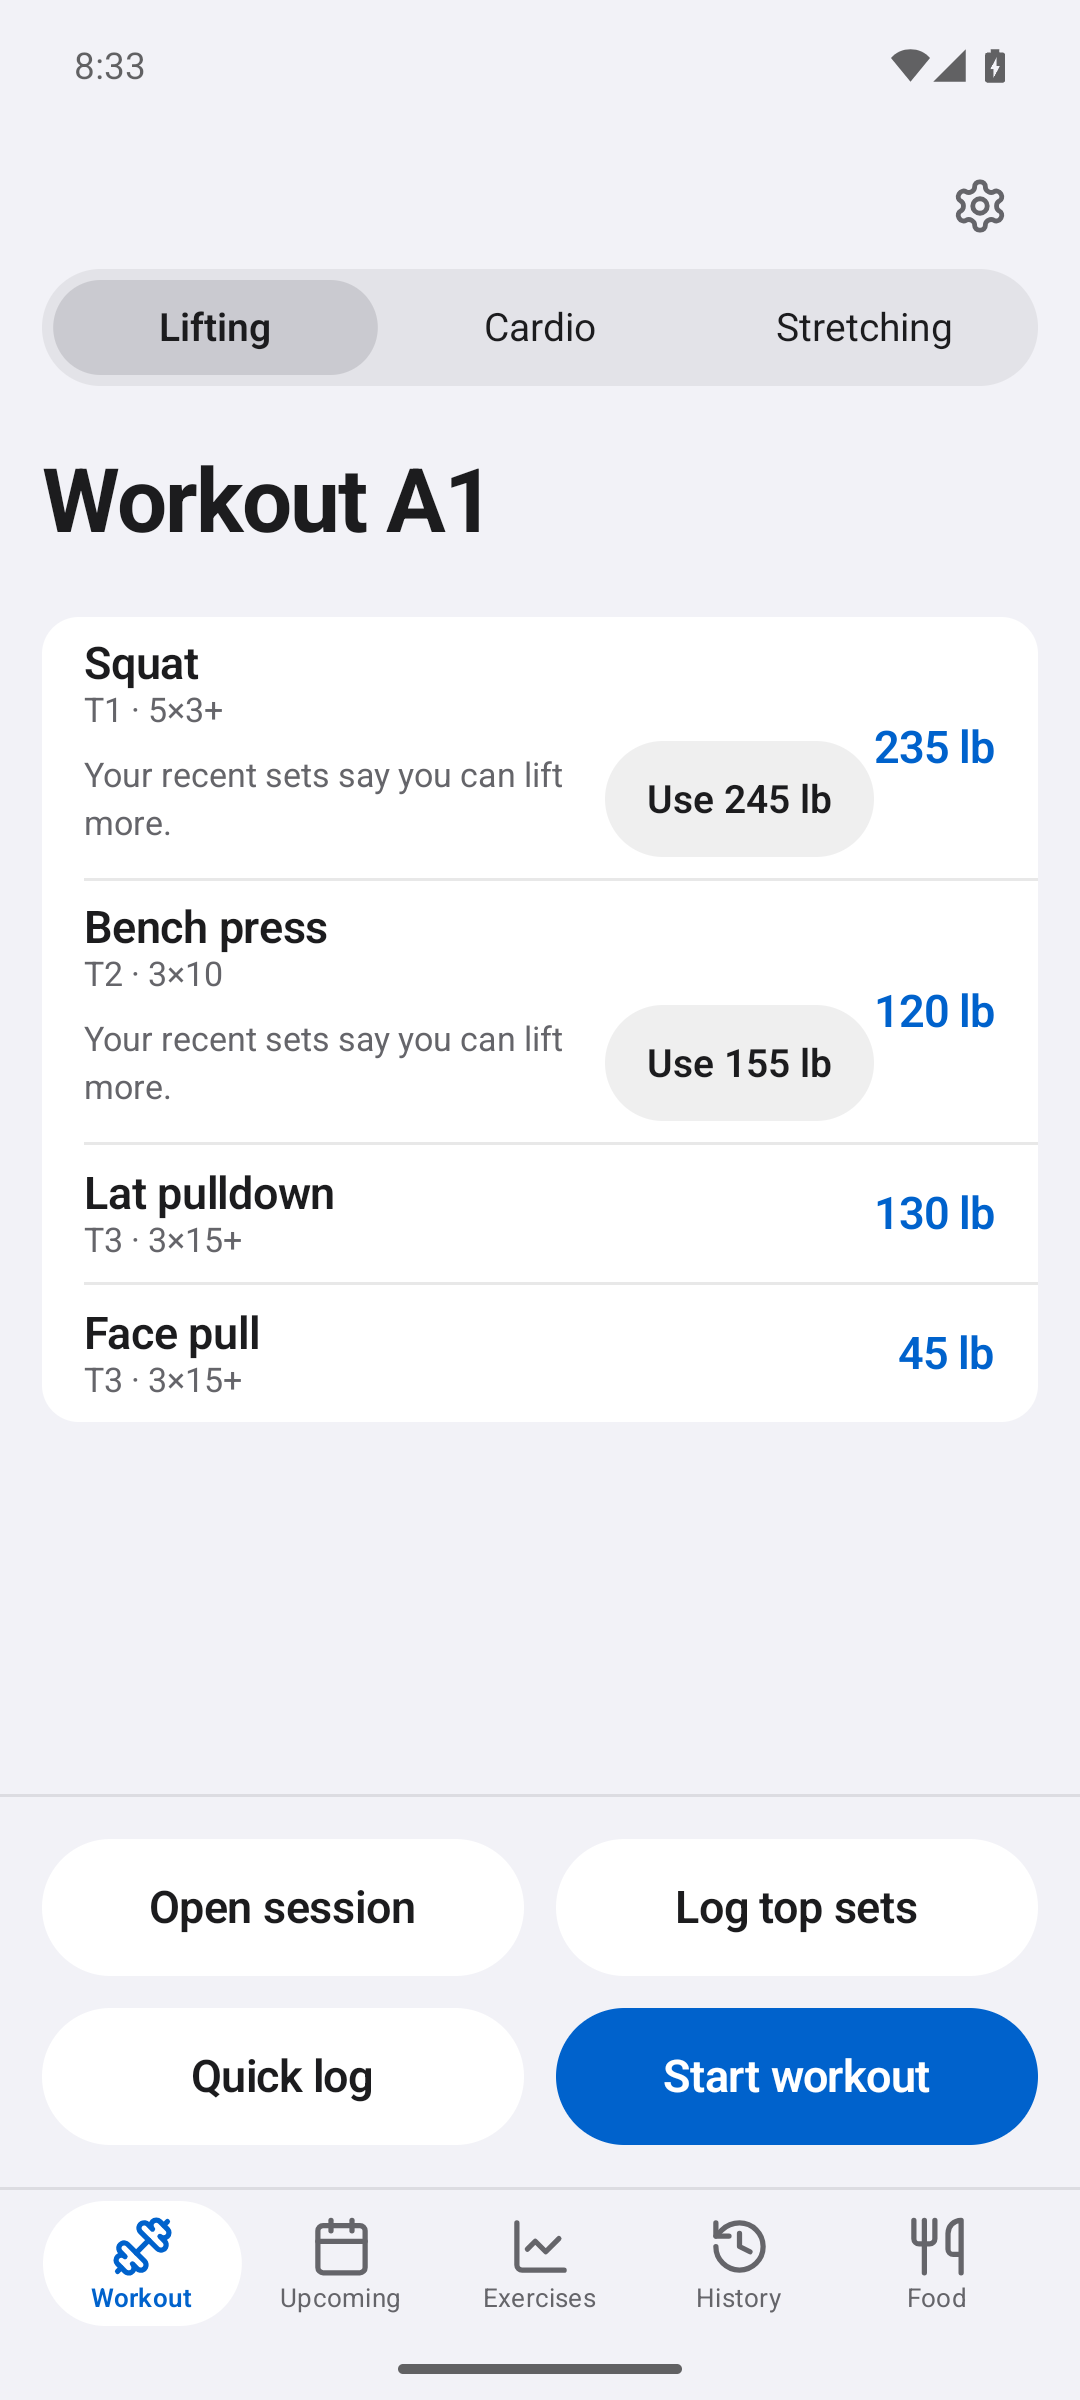 8:33
Lifting
Cardio
Stretching
Workout A1
Squat
T1 · 5×3+
Your recent sets say you can lift
more.
Use 245 lb
235 lb
Bench press
T2 · 3×10
Your recent sets say you can lift
more.
Use 155 lb
120 lb
Lat pulldown
T3 · 3×15+
130 lb
Face pull
T3 · 3×15+
45 lb
Open session
Log top sets
Quick log
Start workout
Workout
Upcoming
Exercises
History
Food